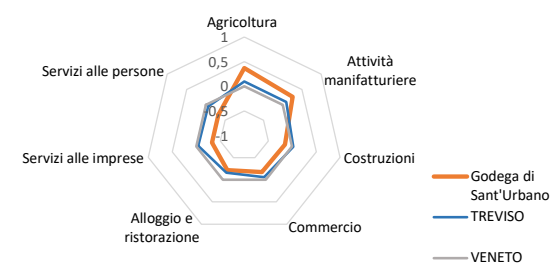 Agricoltura
1
0,5
0
-0,5
-1
Attività
manifatturiere
Costruzioni
Commercio
Alloggio e
ristorazione
Servizi alle imprese
Servizi alle persone
Godega di
Sant'Urbano
TREVISO
VENETO